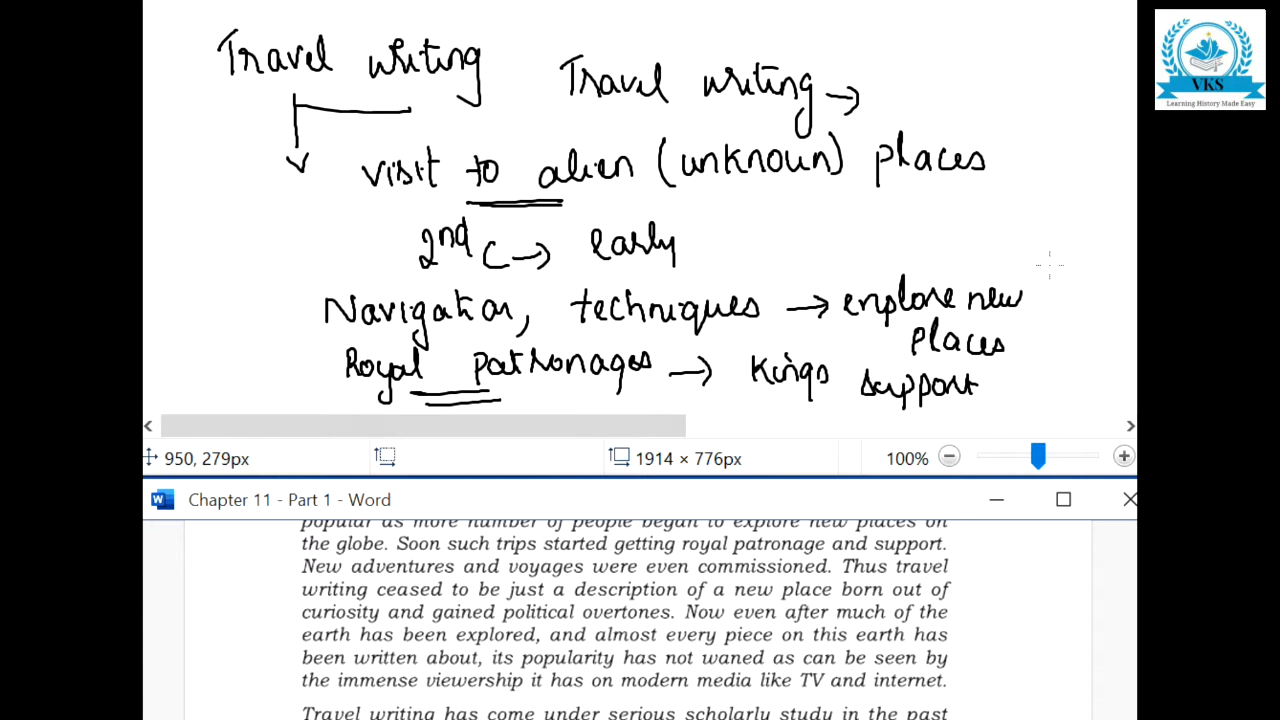 Travel writing
Travel writing →
visit to alien (unknown) places
2nd C → early
Navigation, techniques → explore new
places
Royal patronages → Kings support
VKS
Learning History Made Easy
950, 279px
1914 × 776px
100%
Chapter 11 - Part 1 - Word
popular as more number of people began to explore new places on
the globe. Soon such trips started getting royal patronage and support.
New adventures and voyages were even commissioned. Thus travel
writing ceased to be just a description of a new place born out of
curiosity and gained political overtones. Now even after much of the
earth has been explored, and almost every piece on this earth has
been written about, its popularity has not waned as can be seen by
the immense viewership it has on modern media like TV and internet.
Travel writing has come under serious scholarly study in the past